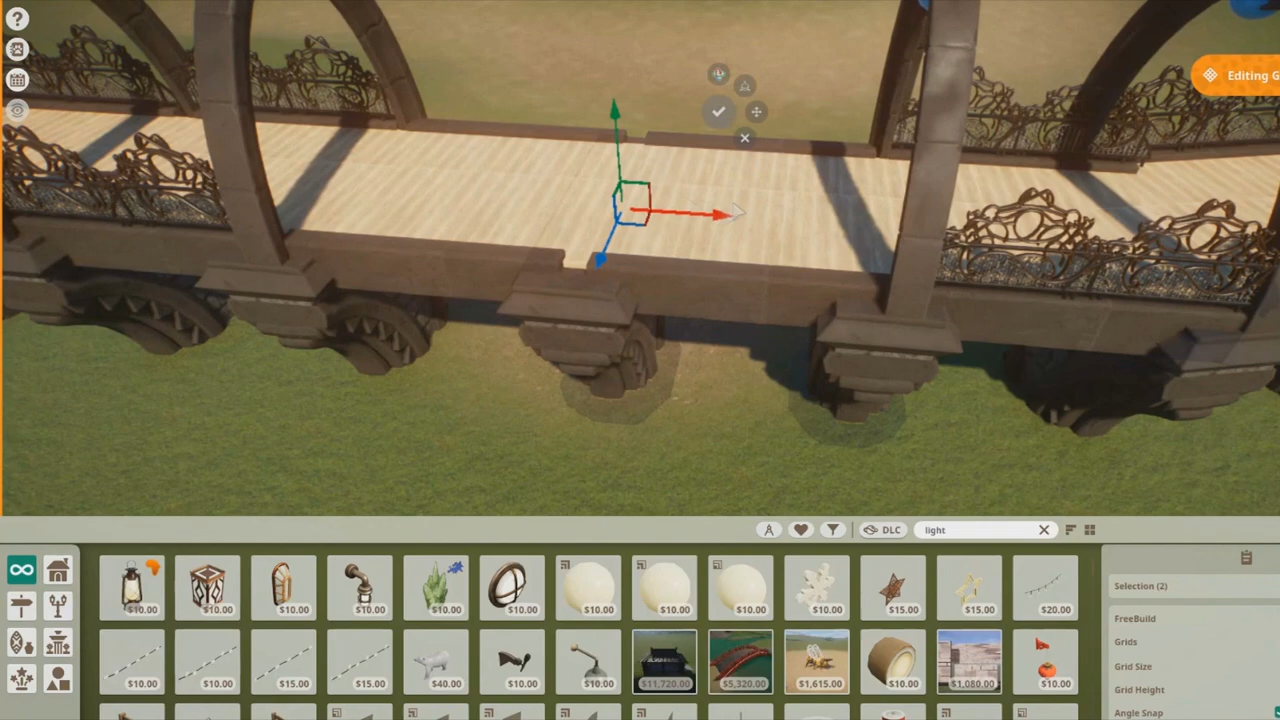 ?
Editing G
DLC
light
$10.00 $10.00 $10.00 $10.00 $10.00 $10.00 $10.00 $10.00 $10.00 $10.00 $15.00 $15.00 $20.00
$10.00 $10.00 $15.00 $15.00 $40.00 $10.00 $10.00 $11,720.00 $5,320.00 $1,615.00 $10.00 $1,080.00 $10.00
Selection (2)
FreeBuild
Grids
Grid Size
Grid Height
Angle Snap